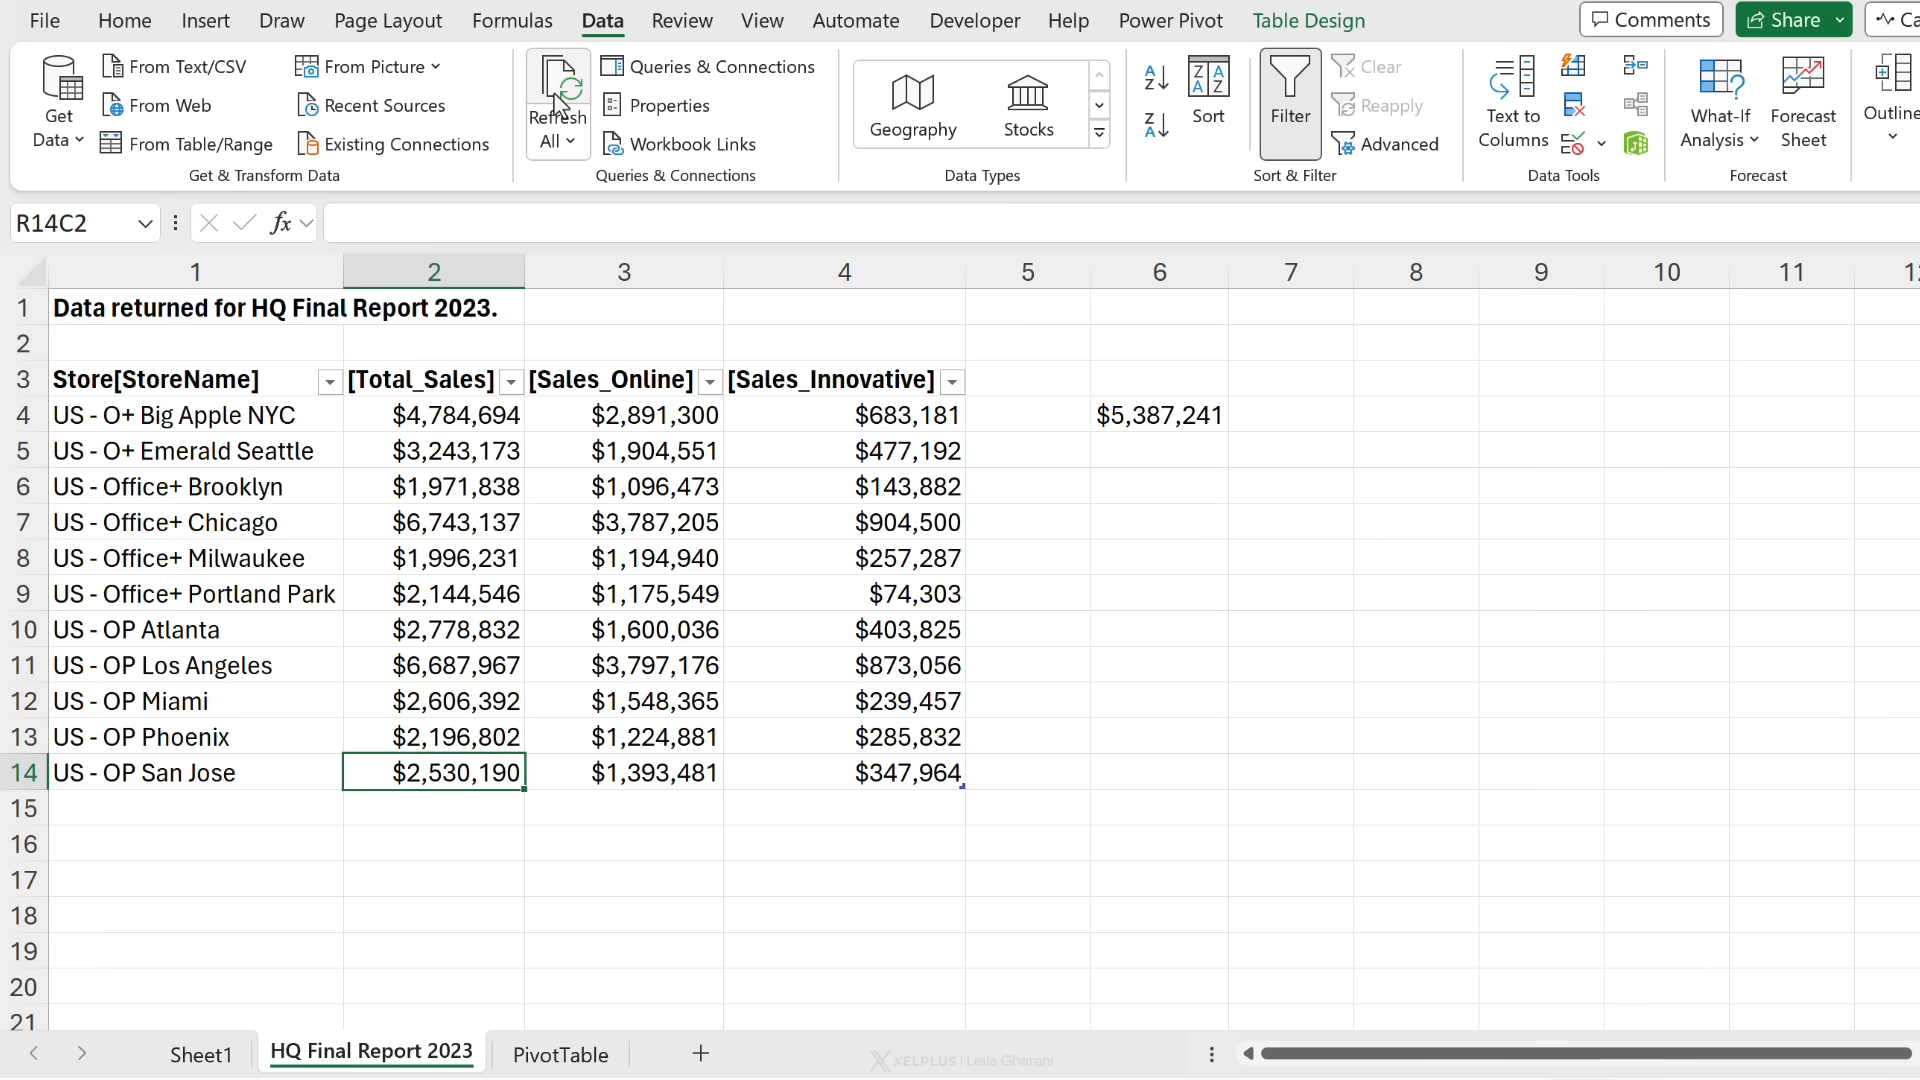 File Home Insert Draw Page Layout Formulas Data Review View Automate Developer Help Power Pivot Table Design Comments Share Ca
Get Data
From Text/CSV
From Web
From Table/Range
From Picture
Recent Sources
Existing Connections
Get & Transform Data
Refresh All
Queries & Connections
Properties
Workbook Links
Queries & Connections
Geography
Stocks
Data Types
Sort
Filter
Clear
Reapply
Advanced
Sort & Filter
Text to Columns
Data Tools
What-If Analysis
Forecast Sheet
Forecast
Outline
R14C2 fx
1 2 3 4 5 6 7 8 9 10 11 12
1 Data returned for HQ Final Report 2023.
2
3 Store[StoreName] [Total_Sales] [Sales_Online] [Sales_Innovative]
4 US - O+ Big Apple NYC $4,784,694 $2,891,300 $683,181 $5,387,241
5 US - O+ Emerald Seattle $3,243,173 $1,904,551 $477,192
6 US - Office+ Brooklyn $1,971,838 $1,096,473 $143,882
7 US - Office+ Chicago $6,743,137 $3,787,205 $904,500
8 US - Office+ Milwaukee $1,996,231 $1,194,940 $257,287
9 US - Office+ Portland Park $2,144,546 $1,175,549 $74,303
10 US - OP Atlanta $2,778,832 $1,600,036 $403,825
11 US - OP Los Angeles $6,687,967 $3,797,176 $873,056
12 US - OP Miami $2,606,392 $1,548,365 $239,457
13 US - OP Phoenix $2,196,802 $1,224,881 $285,832
14 US - OP San Jose $2,530,190 $1,393,481 $347,964
15
16
17
18
19
20
21
Sheet1 HQ Final Report 2023 PivotTable
XELPLUS | Leila Gharani